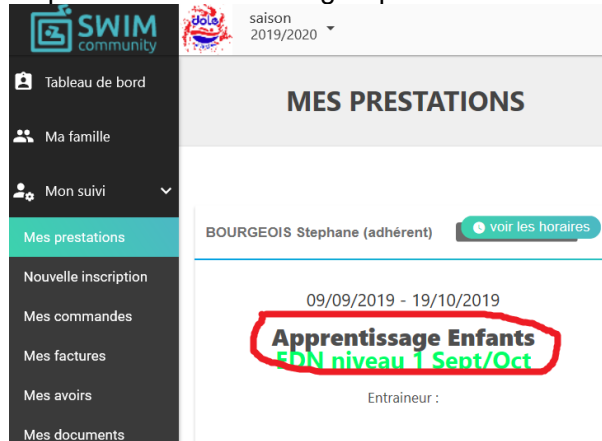 SWIM
community
dole
saison
2019/2020
Tableau de bord
MES PRESTATIONS
Ma famille
Mon suivi
Mes prestations
BOURGEOIS Stephane (adhérent)
voir les horaires
Nouvelle inscription
09/09/2019 - 19/10/2019
Mes commandes
Apprentissage Enfants
EDN niveau 1 Sept/Oct
Mes factures
Mes avoirs
Entraineur :
Mes documents